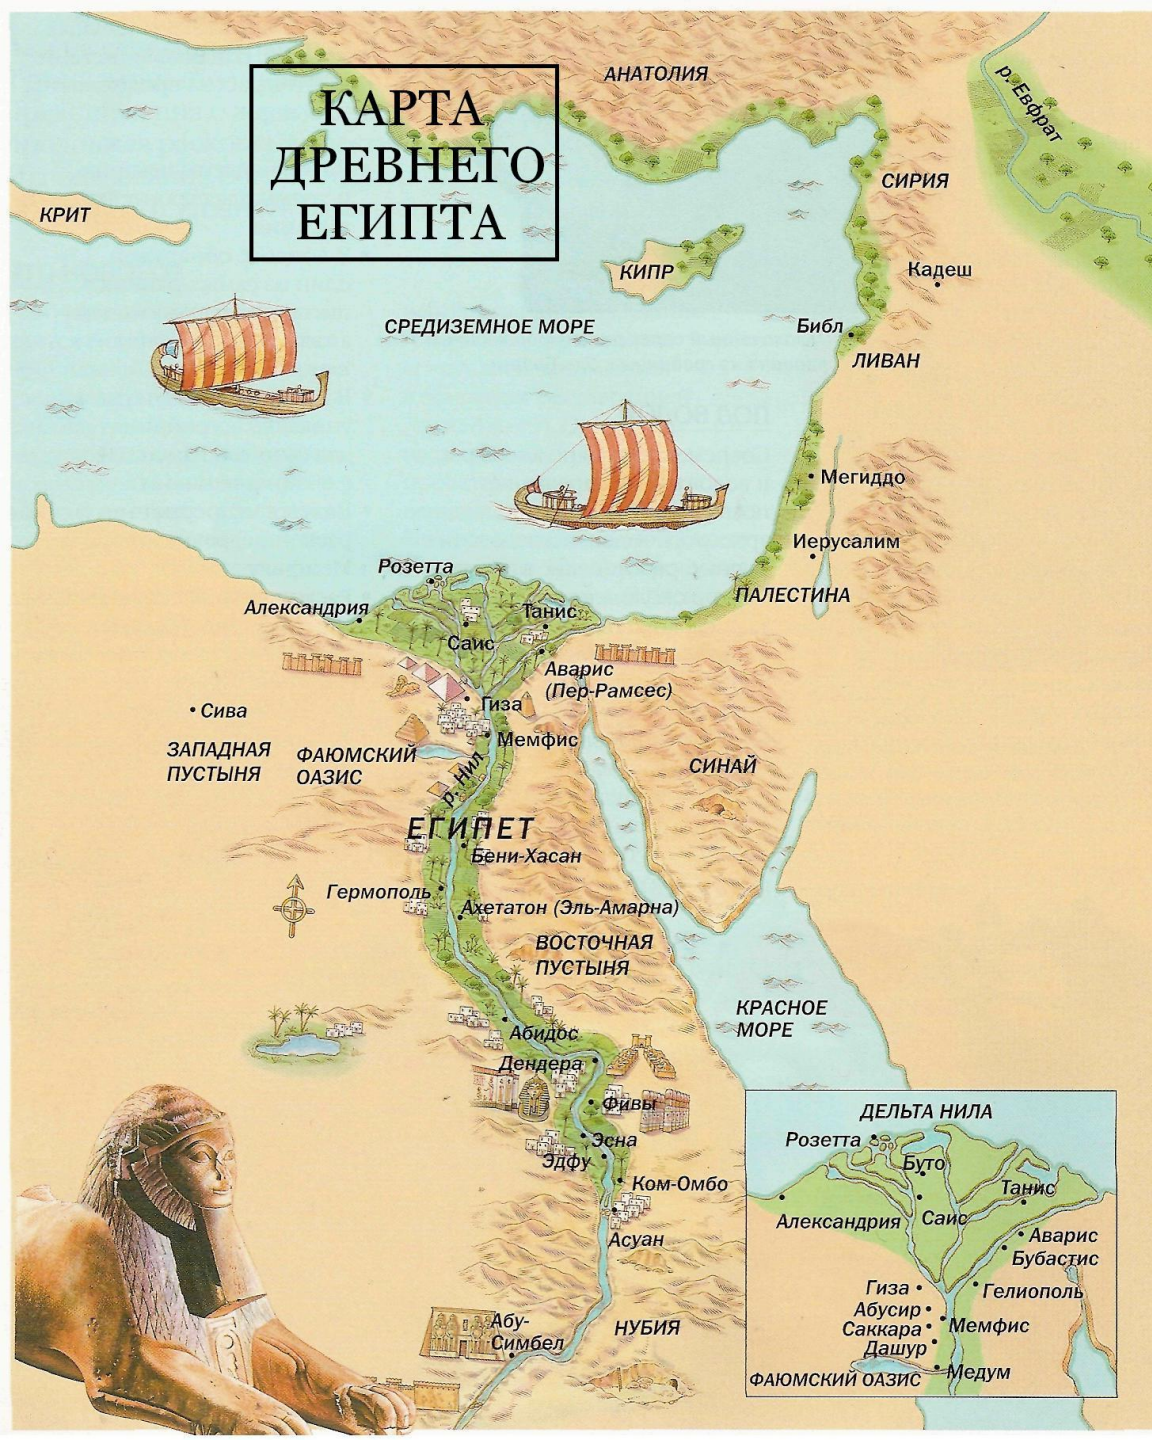 КАРТА
ДРЕВНЕГО
ЕГИПТА
АНАТОЛИЯ
р. Евфрат
СИРИЯ
КРИТ
КИПР
Кадеш
СРЕДИЗЕМНОЕ МОРЕ
Библ
ЛИВАН
Мегиддо
Иерусалим
ПАЛЕСТИНА
Розетта
Александрия
Танис
Саис
Аварис
(Пер-Рамсес)
Гиза
Сива
Мемфис
ЗАПАДНАЯ
ПУСТЫНЯ
ФАЮМСКИЙ
ОАЗИС
р. Нил
СИНАЙ
ЕГИПЕТ
Бени-Хасан
Гермополь
Ахетатон (Эль-Амарна)
ВОСТОЧНАЯ
ПУСТЫНЯ
КРАСНОЕ
МОРЕ
Абидос
Дендера
Фивы
Эсна
Эдфу
Ком-Омбо
Асуан
Абу-
Симбел
НУБИЯ
ДЕЛЬТА НИЛА
Розетта
Буто
Танис
Александрия
Саис
Аварис
Бубастис
Гиза
Гелиополь
Абусир
Саккара
Мемфис
Дашур
Медум
ФАЮМСКИЙ ОАЗИС